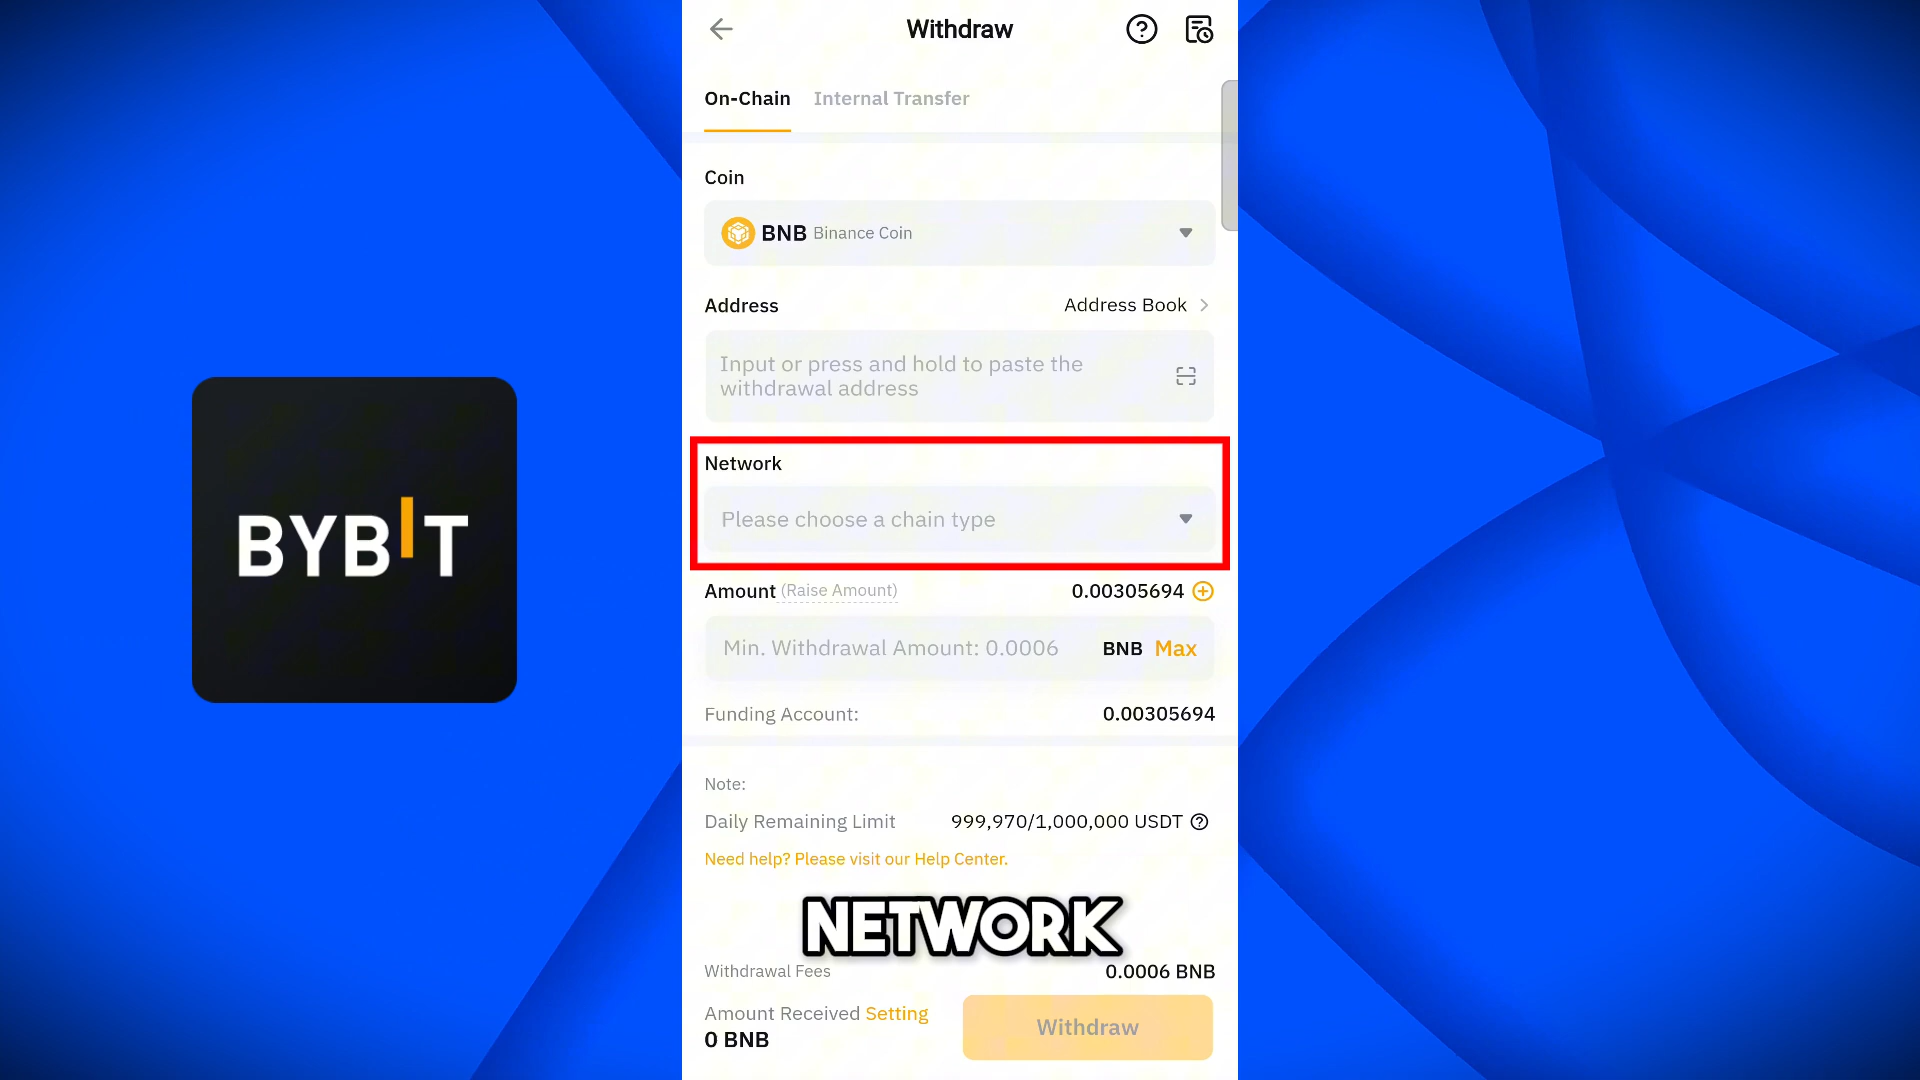 Withdraw
On-Chain Internal Transfer
Coin
BNB Binance Coin
Address Address Book
Input or press and hold to paste the
withdrawal address
Network
Please choose a chain type
Amount (Raise Amount) 0.00305694
Min. Withdrawal Amount: 0.0006 BNB Max
Funding Account: 0.00305694
Note:
Daily Remaining Limit 999,970/1,000,000 USDT
Need help? Please visit our Help Center.
NETWORK
Withdrawal Fees 0.0006 BNB
Amount Received Setting
0 BNB
Withdraw
BYBIT